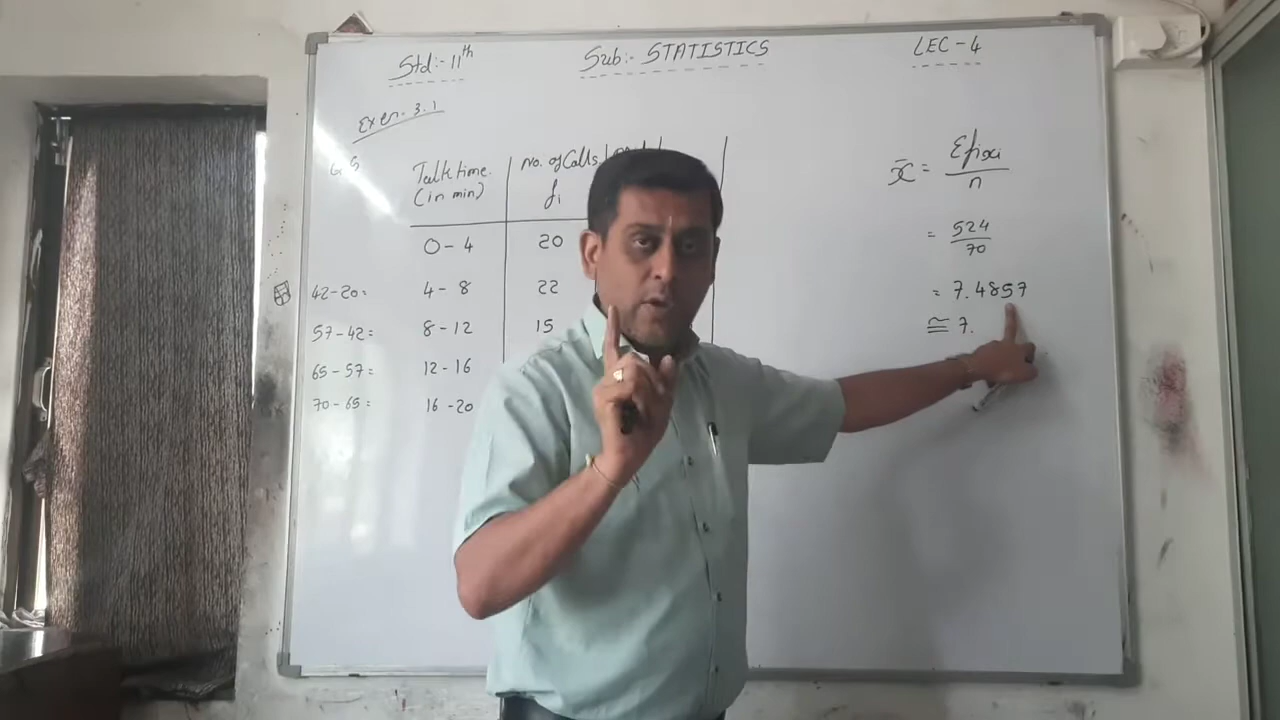 Std:- 11th
Sub:- STATISTICS
LEC - 4
Exer. 3.1
Talk time (in min)
no. of Calls fi
0 - 4 20
42-20= 4 - 8 22
57-42= 8 - 12 15
65-57= 12 - 16
70-65= 16 - 20
x̄ = Σfixi / n
= 524 / 70
= 7.4857
≅ 7.